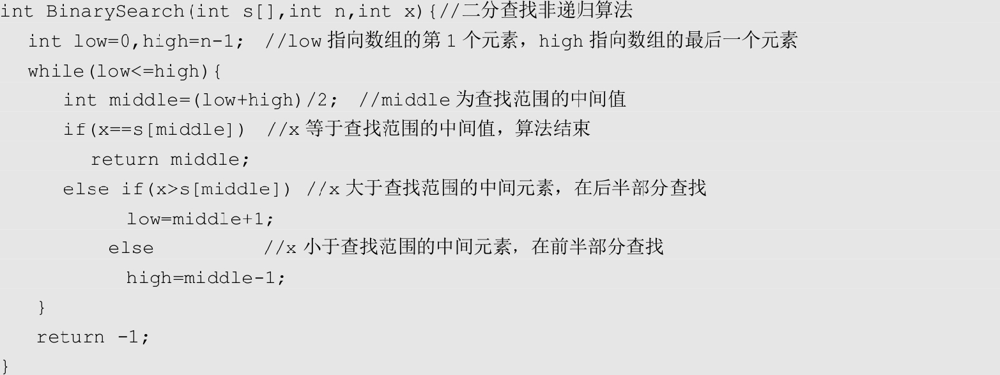 int BinarySearch(int s[],int n,int x){//二分查找非递归算法
int low=0,high=n-1; //low 指向数组的第 1 个元素，high 指向数组的最后一个元素
while(low<=high){
int middle=(low+high)/2; //middle 为查找范围的中间值
if(x==s[middle]) //x 等于查找范围的中间值，算法结束
return middle;
else if(x>s[middle]) //x 大于查找范围的中间元素，在后半部分查找
low=middle+1;
else //x 小于查找范围的中间元素，在前半部分查找
high=middle-1;
}
return -1;
}